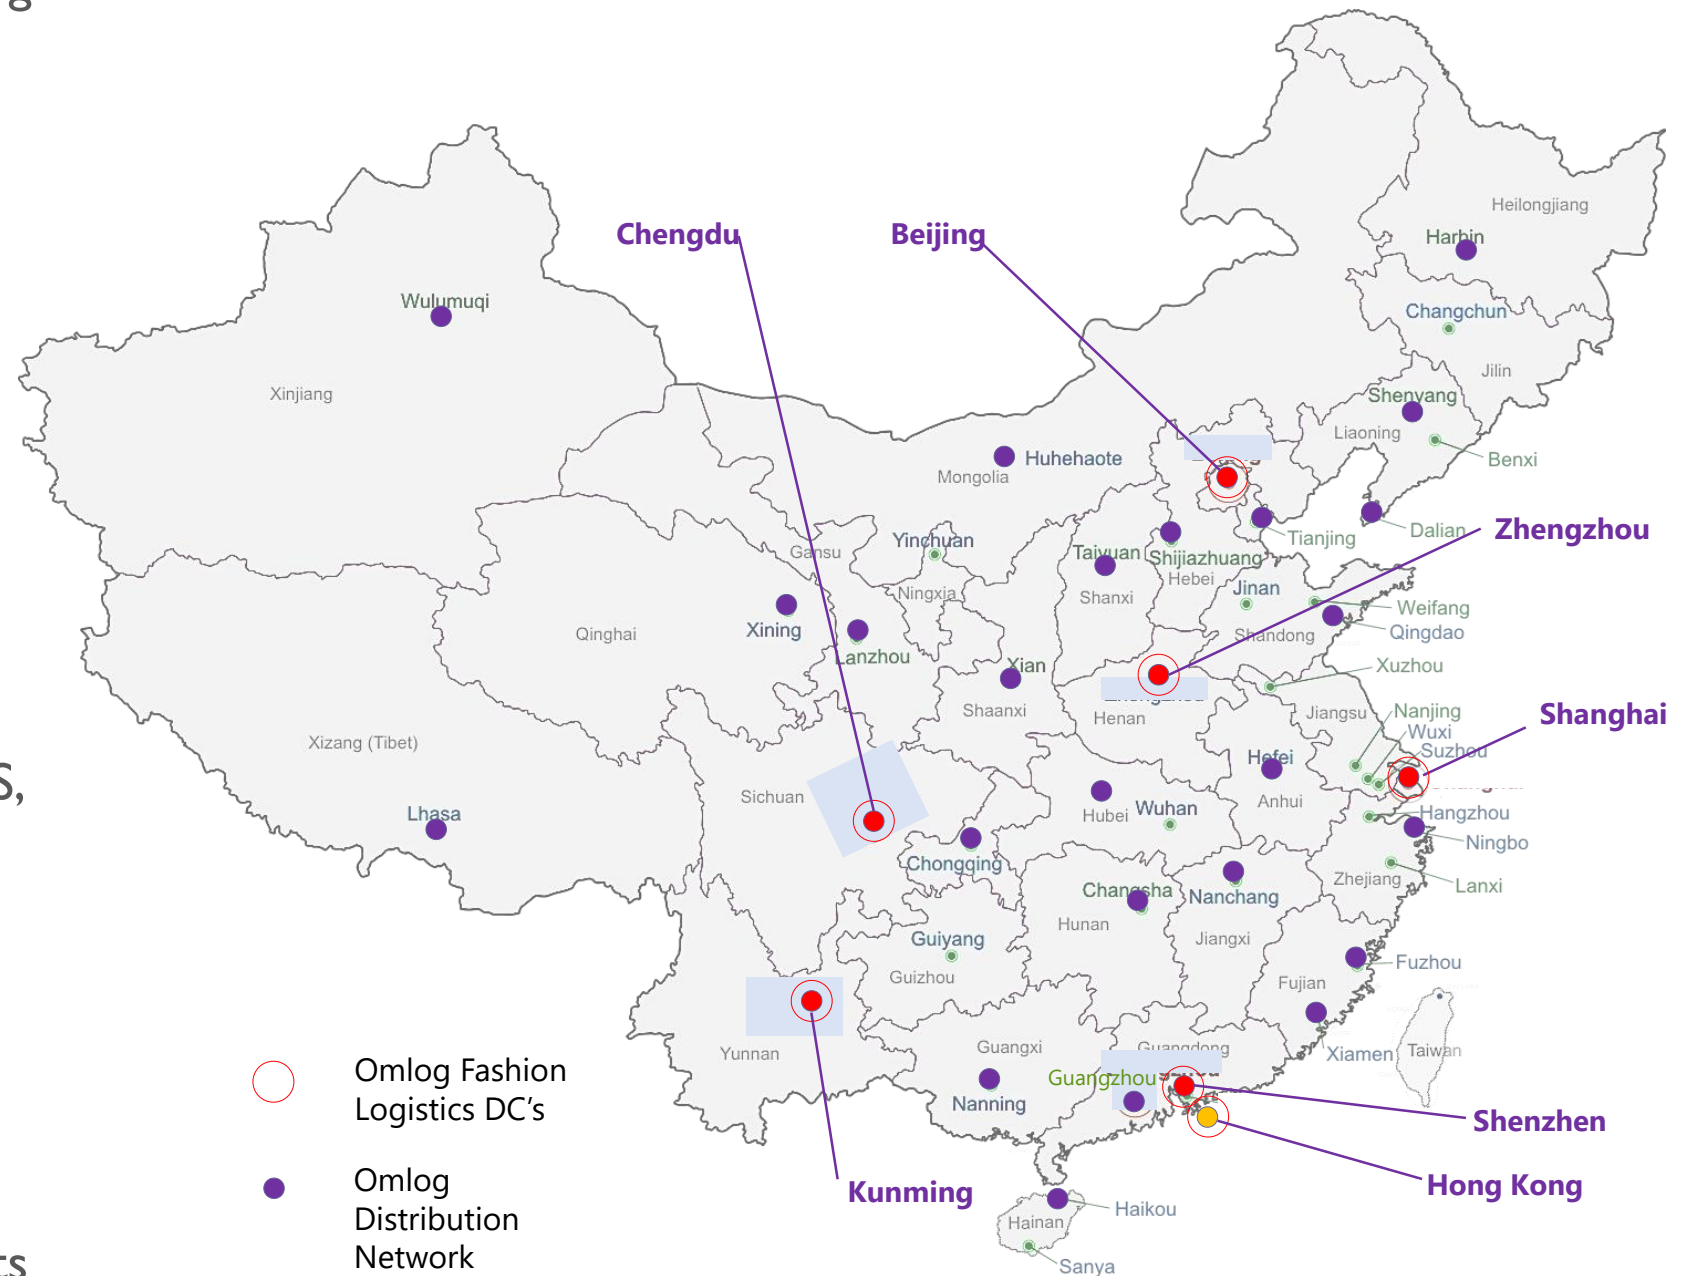 Heilongjiang
Chengdu
Beijing
Harbin
Wulumuqi
Changchun
Jilin
Xinjiang
Shenyang
Liaoning
Huhehaote
Mongolia
Benxi
Zhengzhou
Dalian
Tianjing
Yinchuan
Gansu
Taiyuan
Shijiazhuang
Hebei
Jinan
Ningxia
Shanxi
Weifang
Xining
Qinghai
Shandong
Qingdao
Lanzhou
Xian
Xuzhou
Shaanxi
Henan
Jiangsu
Nanjing
Shanghai
Wuxi
Suzhou
Xizang (Tibet)
Hefei
S,
Sichuan
Anhui
Lhasa
Hubei
Wuhan
Hangzhou
Ningbo
Chongqing
Zhejiang
Lanxi
Changsha
Nanchang
Hunan
Guiyang
Jiangxi
Guizhou
Fuzhou
Fujian
Yunnan
Guangxi
Guangdong
Xiamen
Taiwan
Omlog Fashion
Logistics DC's
Guangzhou
Nanning
Shenzhen
Omlog
Distribution
Network
Kunming
Hong Kong
Haikou
Hainan
Sanya